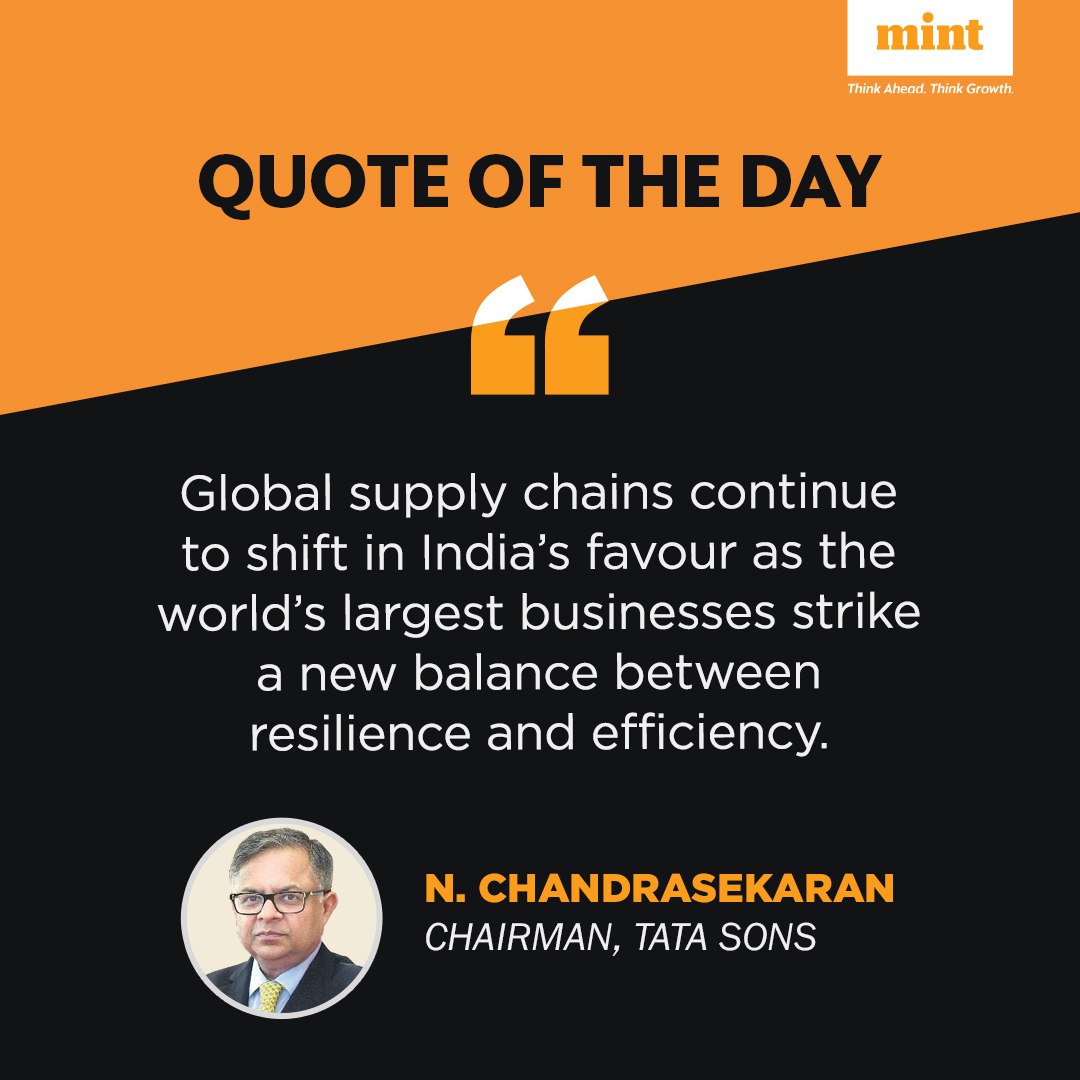 mint
Think Ahead. Think Growth.
QUOTE OF THE DAY
“
Global supply chains continue
to shift in India’s favour as the
world’s largest businesses strike
a new balance between
resilience and efficiency.
N. CHANDRASEKARAN
CHAIRMAN, TATA SONS